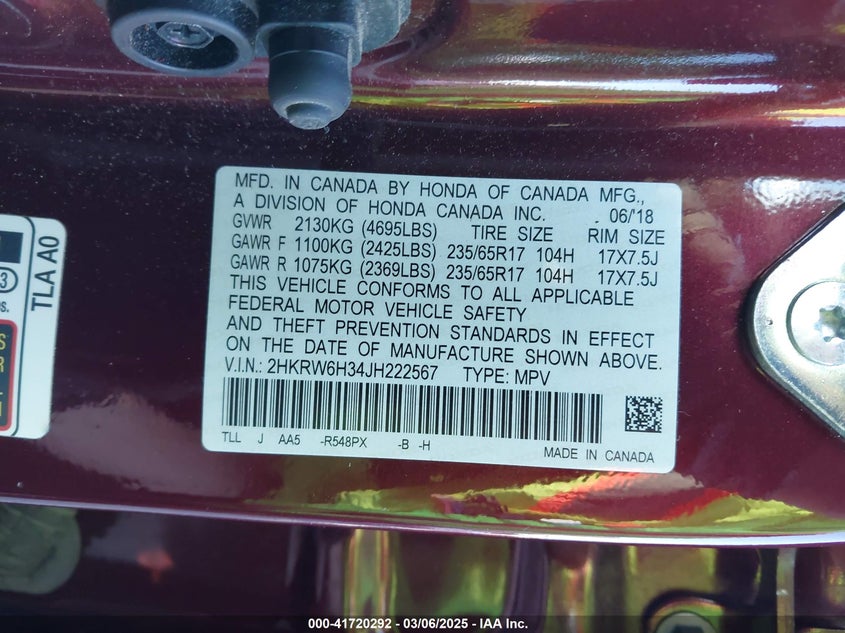 MFD. IN CANADA BY HONDA OF CANADA MFG.,
A DIVISION OF HONDA CANADA INC. 06/'18
GVWR 2130KG (4695LBS) TIRE SIZE RIM SIZE
GAWR F 1100KG (2425LBS) 235/65R17 104H 17X7.5J
GAWR R 1075KG (2369LBS) 235/65R17 104H 17X7.5J
THIS VEHICLE CONFORMS TO ALL APPLICABLE
FEDERAL MOTOR VEHICLE SAFETY
AND THEFT PREVENTION STANDARDS IN EFFECT
ON THE DATE OF MANUFACTURE SHOWN ABOVE.
V.I.N.: 2HKRW6H34JH222567 TYPE: MPV
TLL J AA5 -R548PX -B -H
MADE IN CANADA
TLA A0
000-41720292 - 03/06/2025 - IAA Inc.